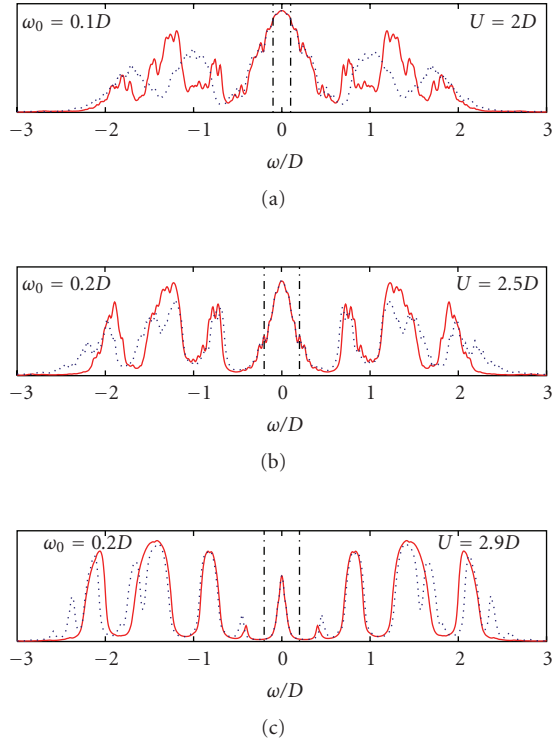 ω₀ = 0.1D U = 2D
−3 −2 −1 0 1 2 3
ω/D
(a)
ω₀ = 0.2D U = 2.5D
−3 −2 −1 0 1 2 3
ω/D
(b)
ω₀ = 0.2D U = 2.9D
−3 −2 −1 0 1 2 3
ω/D
(c)